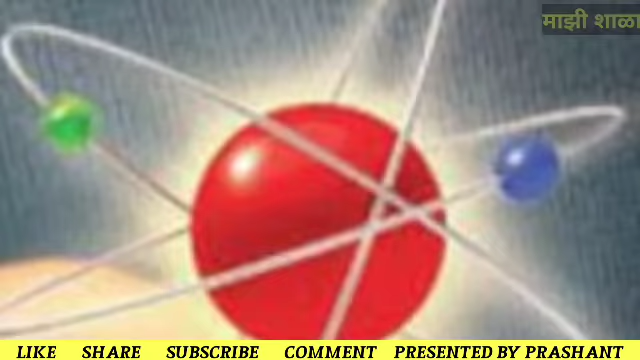 माझी शाळा
LIKE SHARE SUBSCRIBE COMMENT PRESENTED BY PRASHANT